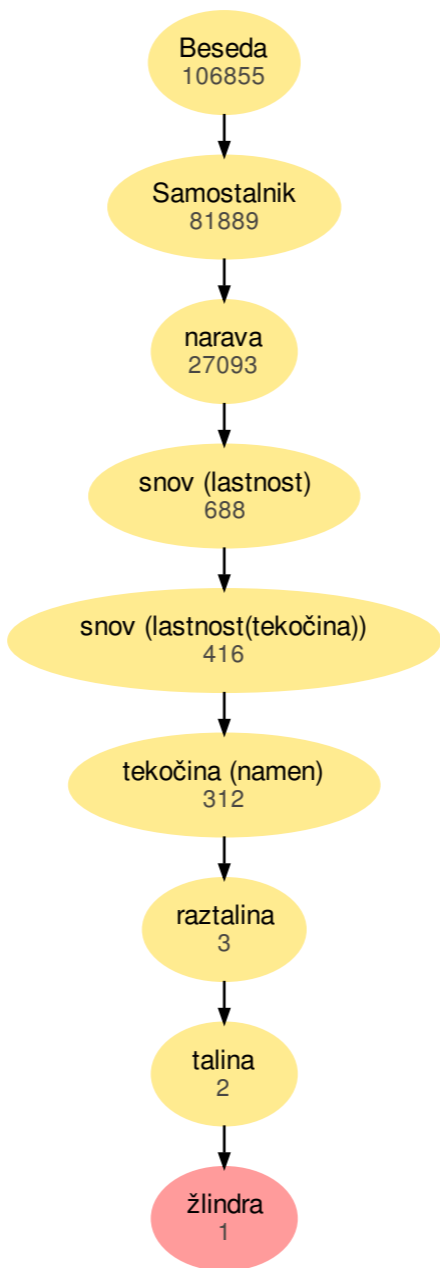 Beseda
106855
Samostalnik
81889
narava
27093
snov (lastnost)
688
snov (lastnost(tekočina))
416
tekočina (namen)
312
raztalina
3
talina
2
žlindra
1